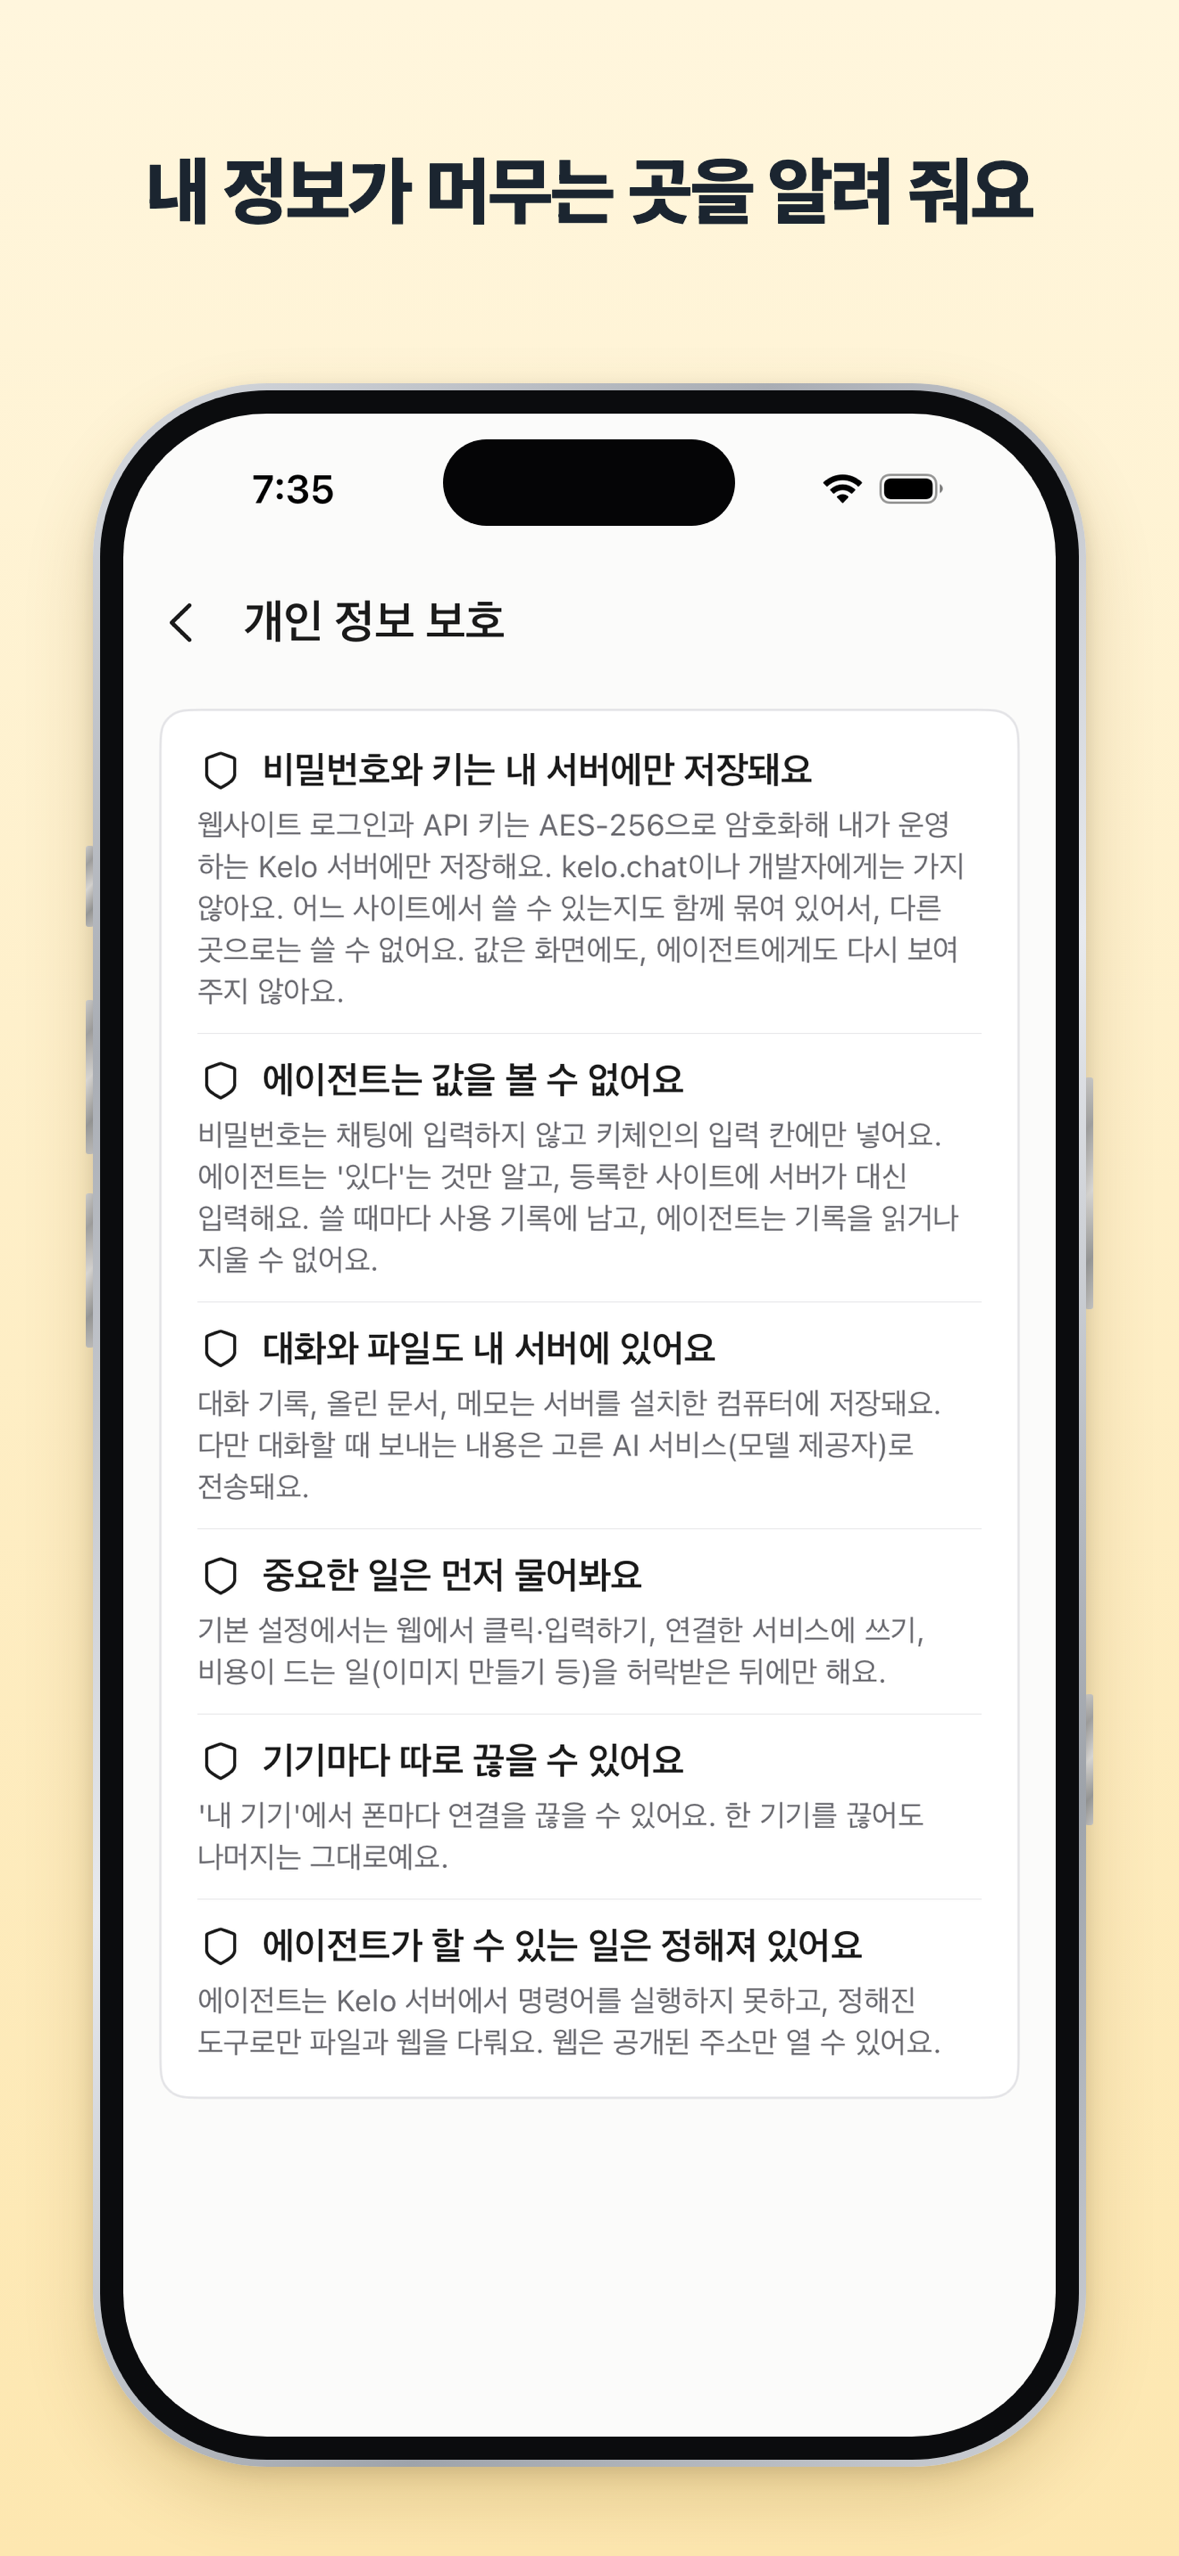 내 정보가 머무는 곳을 알려 줘요
7:35
개인 정보 보호
비밀번호와 키는 내 서버에만 저장돼요
웹사이트 로그인과 API 키는 AES-256으로 암호화해 내가 운영
하는 Kelo 서버에만 저장해요. kelo.chat이나 개발자에게는 가지
않아요. 어느 사이트에서 쓸 수 있는지도 함께 묶여 있어서, 다른
곳으로는 쓸 수 없어요. 값은 화면에도, 에이전트에게도 다시 보여
주지 않아요.
에이전트는 값을 볼 수 없어요
비밀번호는 채팅에 입력하지 않고 키체인의 입력 칸에만 넣어요.
에이전트는 '있다'는 것만 알고, 등록한 사이트에 서버가 대신
입력해요. 쓸 때마다 사용 기록에 남고, 에이전트는 기록을 읽거나
지울 수 없어요.
대화와 파일도 내 서버에 있어요
대화 기록, 올린 문서, 메모는 서버를 설치한 컴퓨터에 저장돼요.
다만 대화할 때 보내는 내용은 고른 AI 서비스(모델 제공자)로
전송돼요.
중요한 일은 먼저 물어봐요
기본 설정에서는 웹에서 클릭·입력하기, 연결한 서비스에 쓰기,
비용이 드는 일(이미지 만들기 등)을 허락받은 뒤에만 해요.
기기마다 따로 끊을 수 있어요
'내 기기'에서 폰마다 연결을 끊을 수 있어요. 한 기기를 끊어도
나머지는 그대로예요.
에이전트가 할 수 있는 일은 정해져 있어요
에이전트는 Kelo 서버에서 명령어를 실행하지 못하고, 정해진
도구로만 파일과 웹을 다뤄요. 웹은 공개된 주소만 열 수 있어요.